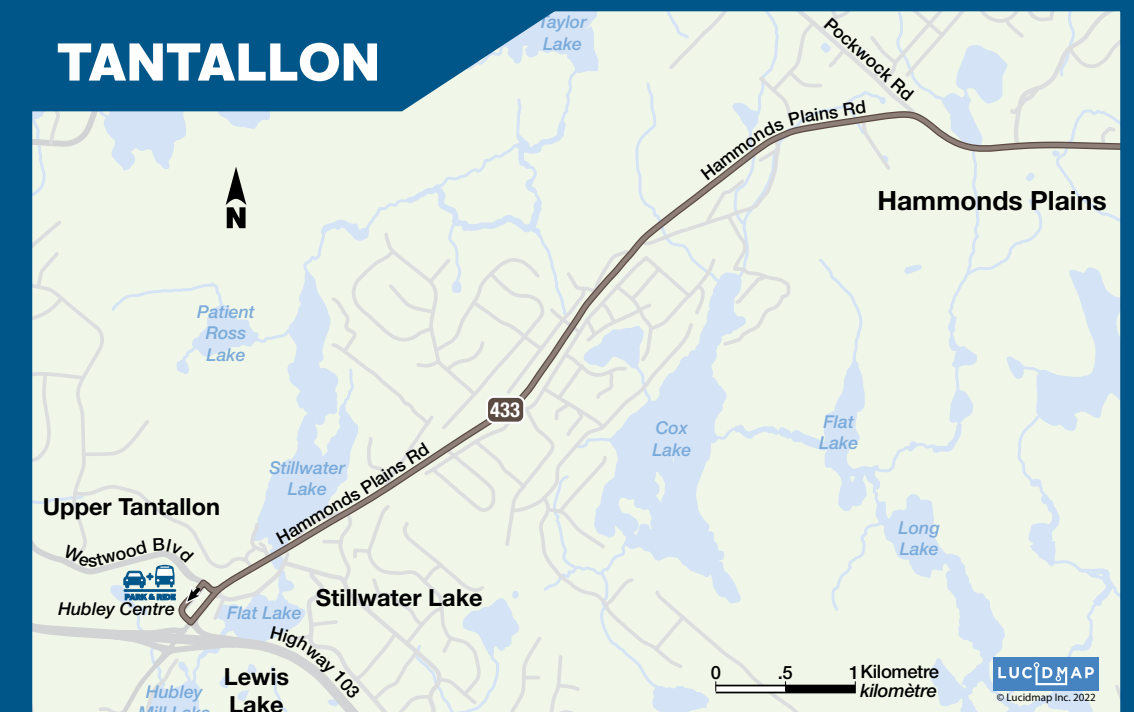 TANTALLON
Taylor
Lake
Pockwock Rd
Hammonds Plains Rd
Hammonds Plains
N
Patient
Ross
Lake
433
Cox
Lake
Flat
Lake
Stillwater
Lake
Hammonds Plains Rd
Upper Tantallon
Long
Lake
Westwood Blvd
PARK & RIDE
Hubley Centre
Flat Lake
Stillwater Lake
Highway 103
Lewis
Lake
Hubley
Mill Lake
0 .5 1 Kilometre
kilomètre
LUCIDMAP
© Lucidmap Inc. 2022